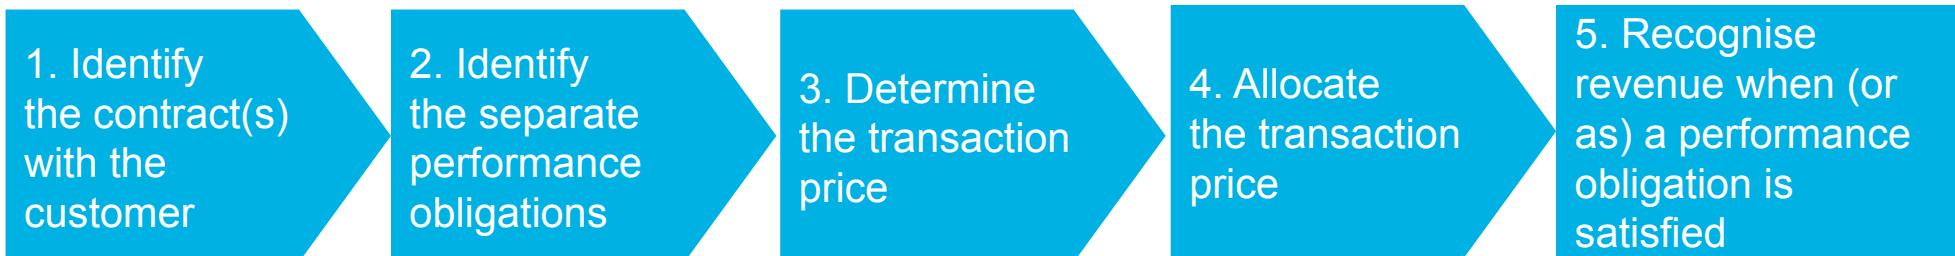 1. Identify
the contract(s)
with the
customer
2. Identify
the separate
performance
obligations
3. Determine
the transaction
price
4. Allocate
the transaction
price
5. Recognise
revenue when (or
as) a performance
obligation is
satisfied